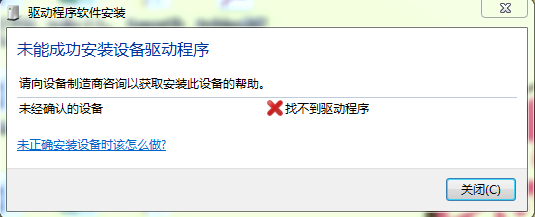 驱动程序软件安装
未能成功安装设备驱动程序
请向设备制造商咨询以获取安装此设备的帮助。
未经确认的设备 找不到驱动程序
未正确安装设备时该怎么做?
关闭(C)